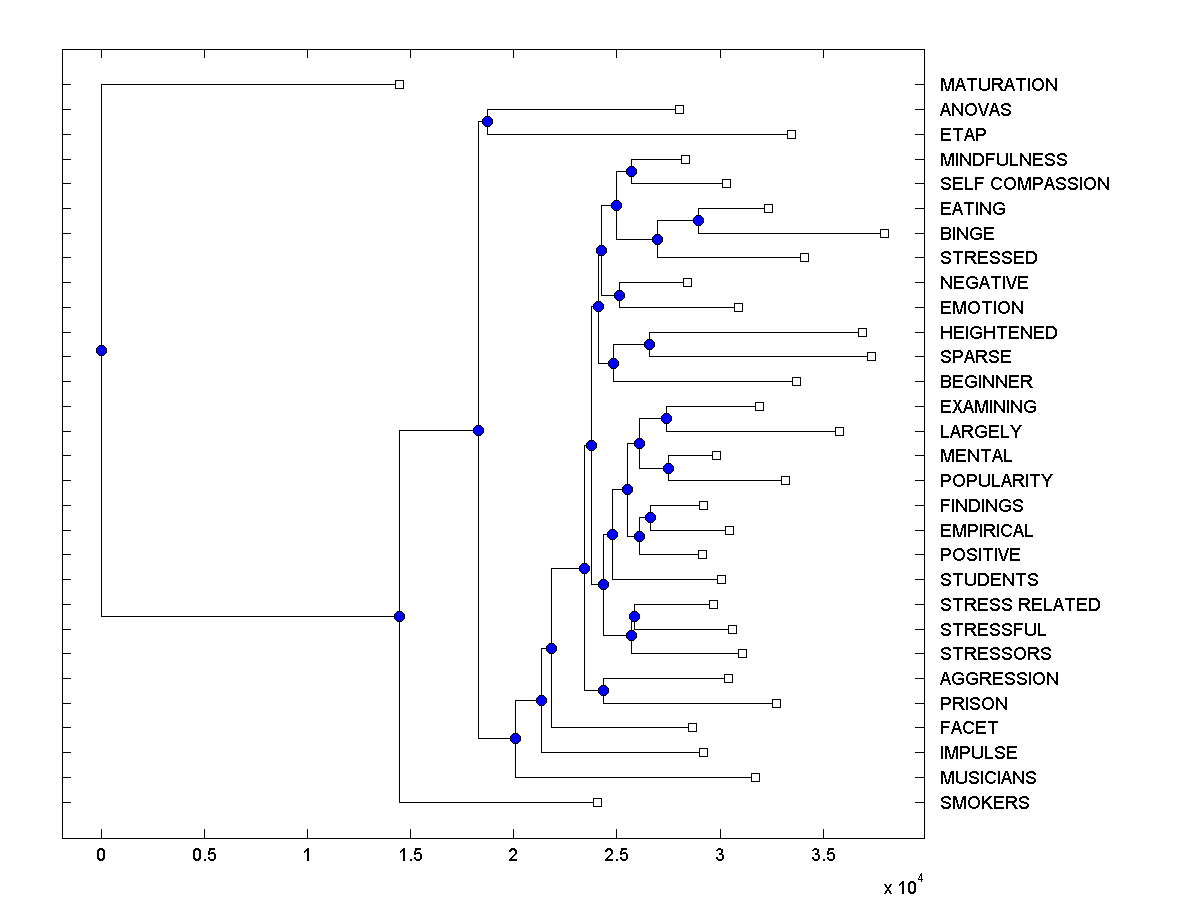 MATURATION
ANOVAS
ETAP
MINDFULNESS
SELF COMPASSION
EATING
BINGE
STRESSED
NEGATIVE
EMOTION
HEIGHTENED
SPARSE
BEGINNER
EXAMINING
LARGELY
MENTAL
POPULARITY
FINDINGS
EMPIRICAL
POSITIVE
STUDENTS
STRESS RELATED
STRESSFUL
STRESSORS
AGGRESSION
PRISON
FACET
IMPULSE
MUSICIANS
SMOKERS
0 0.5 1 1.5 2 2.5 3 3.5
x 10^4